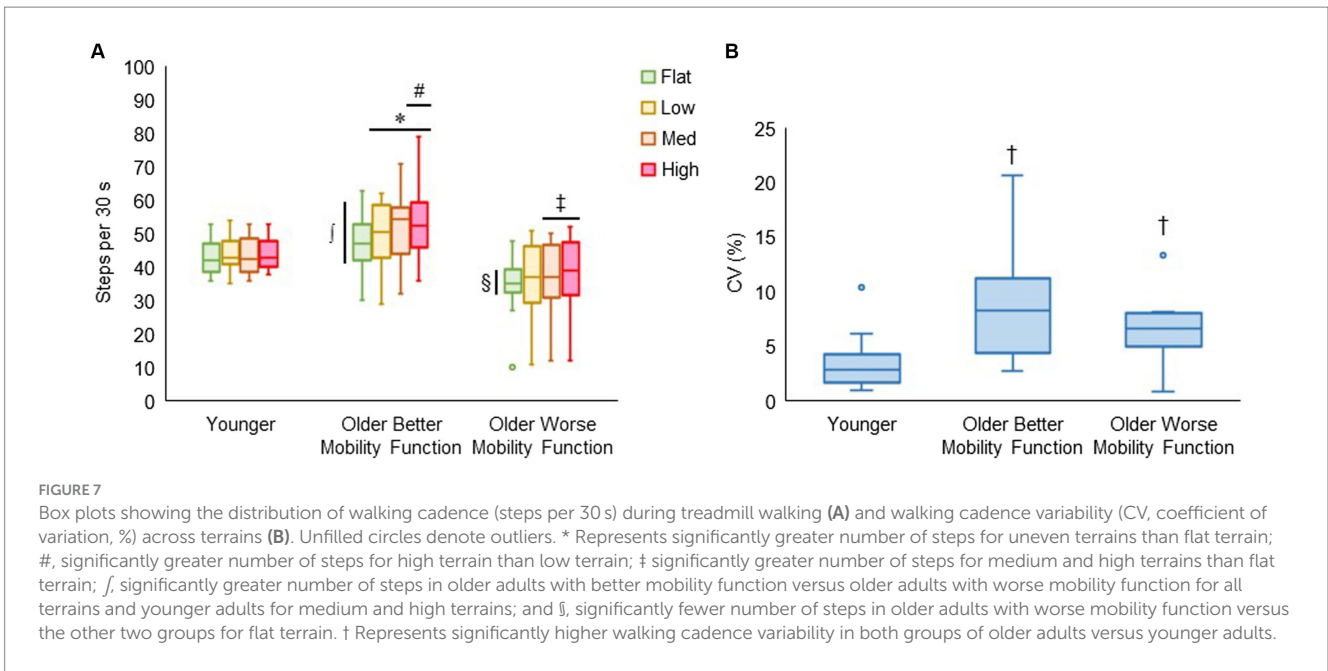 A
100
90
80
70
60
50
40
30
20
10
0
Steps per 30 s
#
*
∫
§
‡
Younger
Older Better
Mobility Function
Older Worse
Mobility Function
Flat
Low
Med
High
B
25
20
15
10
5
0
CV (%)
†
†
Younger
Older Better
Mobility Function
Older Worse
Mobility Function
FIGURE 7
Box plots showing the distribution of walking cadence (steps per 30 s) during treadmill walking (A) and walking cadence variability (CV, coefficient of
variation, %) across terrains (B). Unfilled circles denote outliers. * Represents significantly greater number of steps for uneven terrains than flat terrain;
#, significantly greater number of steps for high terrain than low terrain; ‡ significantly greater number of steps for medium and high terrains than flat
terrain; ∫, significantly greater number of steps in older adults with better mobility function versus older adults with worse mobility function for all
terrains and younger adults for medium and high terrains; and §, significantly fewer number of steps in older adults with worse mobility function versus
the other two groups for flat terrain. † Represents significantly higher walking cadence variability in both groups of older adults versus younger adults.